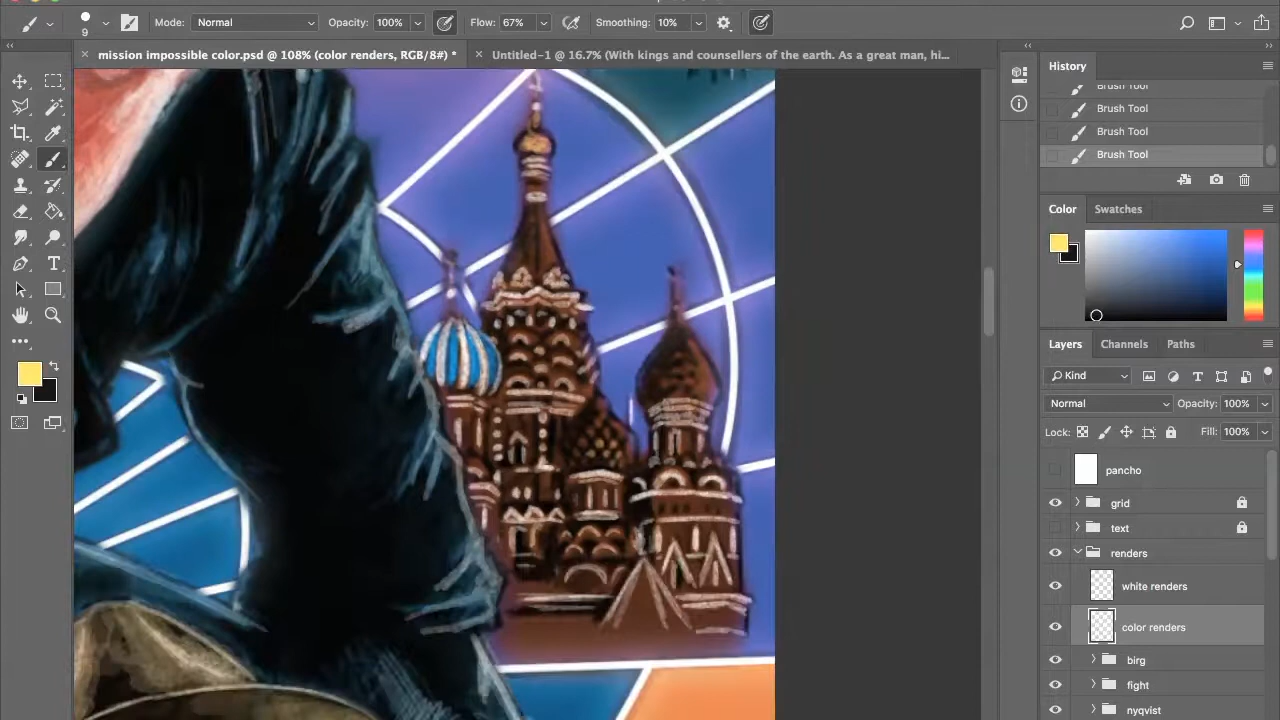 9
Mode: Normal
Opacity: 100%
Flow: 67%
Smoothing: 10%
mission impossible color.psd @ 108% (color renders, RGB/8#) *
Untitled-1 @ 16.7% (With kings and counsellers of the earth. As a great man, hi...
History
Brush Tool
Brush Tool
Brush Tool
Brush Tool
Color Swatches
Layers Channels Paths
Kind
Normal
Opacity: 100%
Lock:
Fill: 100%
pancho
grid
text
renders
white renders
color renders
birg
fight
nyqvist